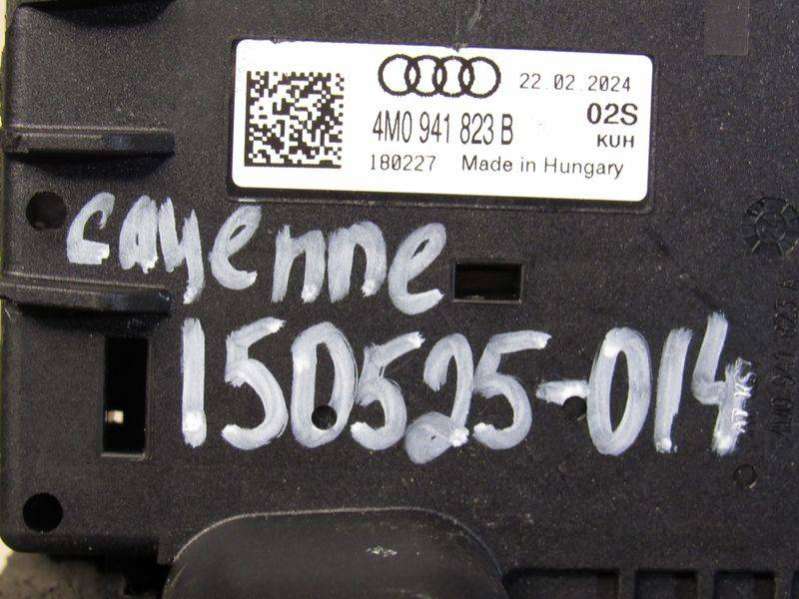 22.02.2024
4M0 941 823 B
02S
KUH
180227 Made in Hungary
cayenne
150525-014